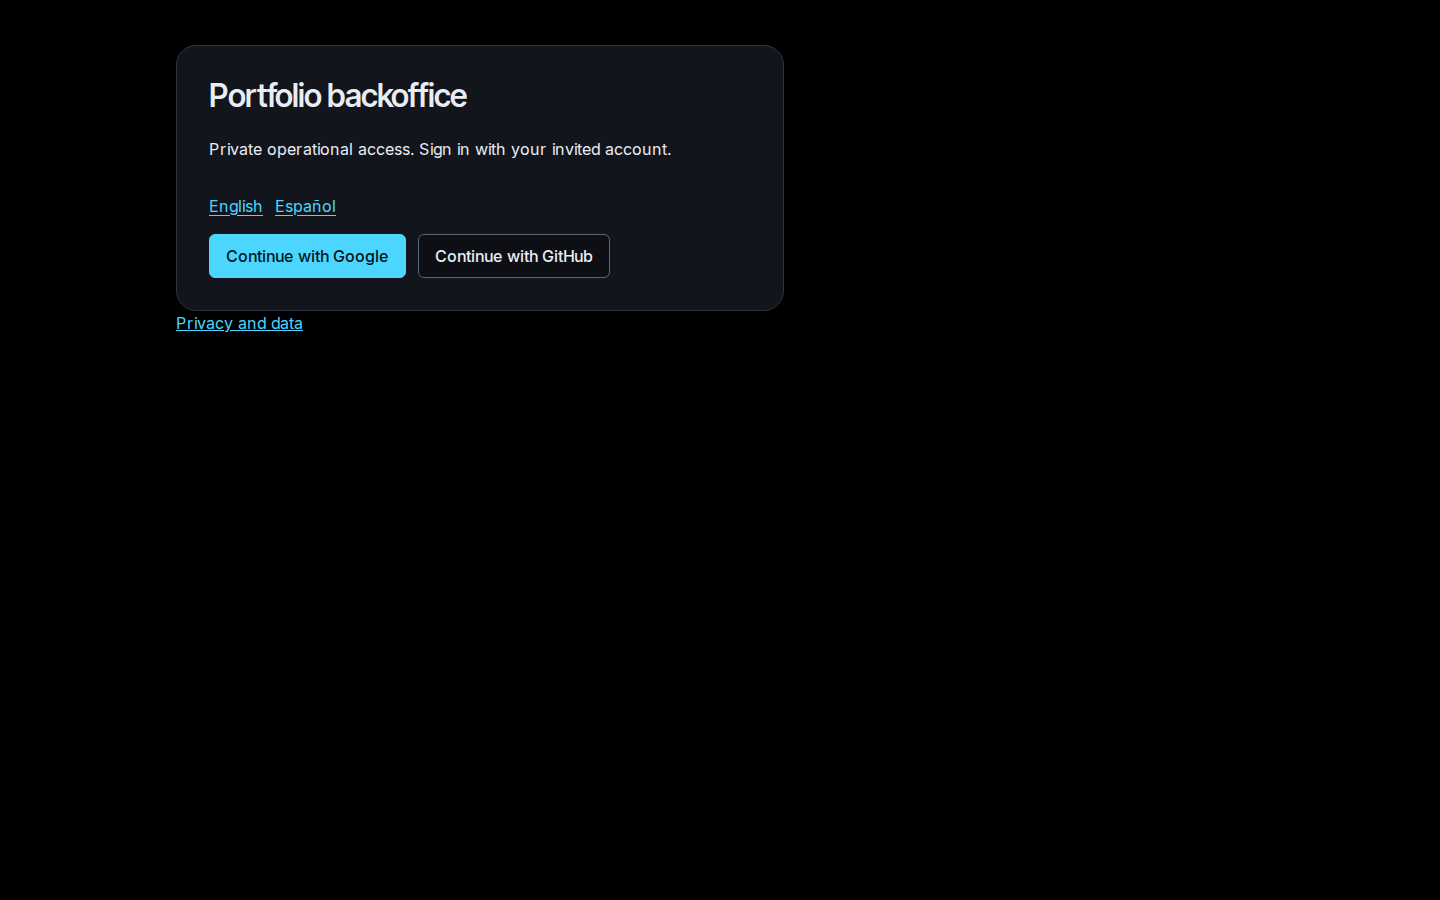 Portfolio backoffice
Private operational access. Sign in with your invited account.
English Español
Continue with Google Continue with GitHub
Privacy and data